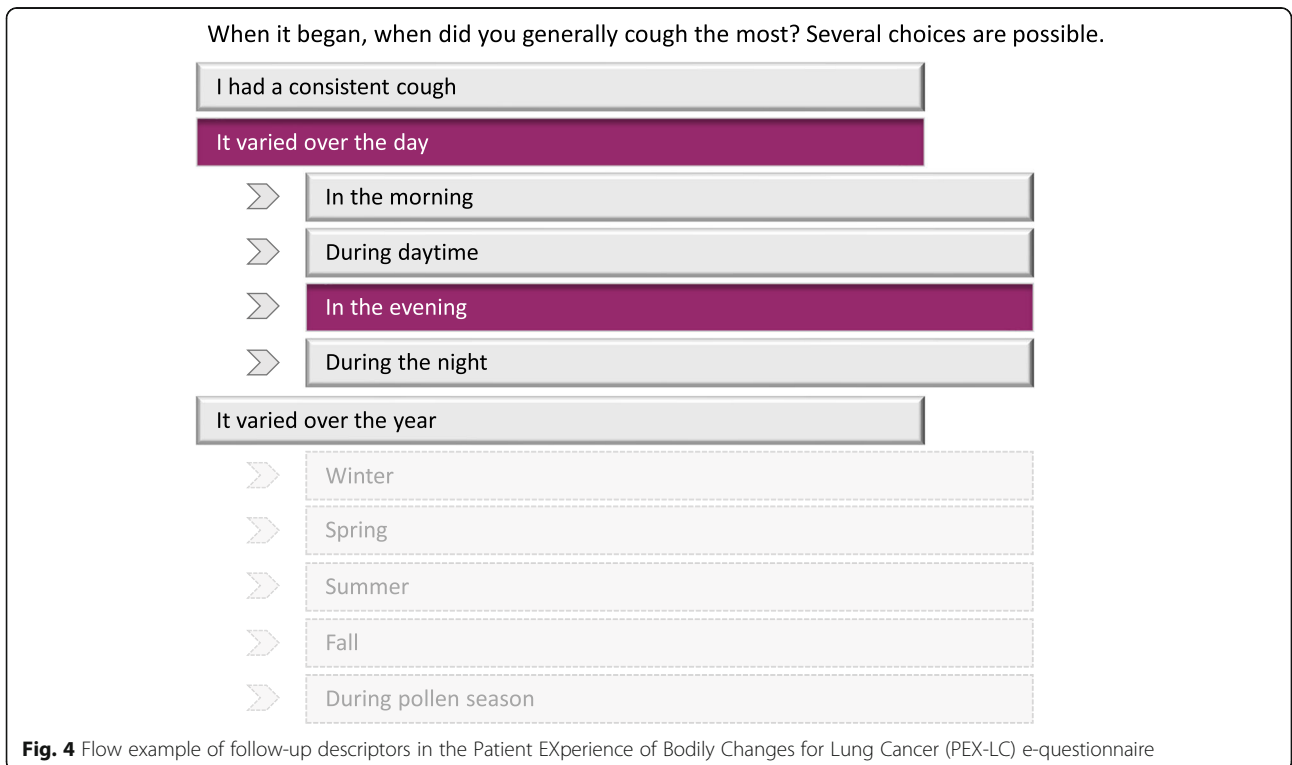 When it began, when did you generally cough the most? Several choices are possible.
I had a consistent cough
It varied over the day
In the morning
During daytime
In the evening
During the night
It varied over the year
Winter
Spring
Summer
Fall
During pollen season
Fig. 4 Flow example of follow-up descriptors in the Patient EXperience of Bodily Changes for Lung Cancer (PEX-LC) e-questionnaire